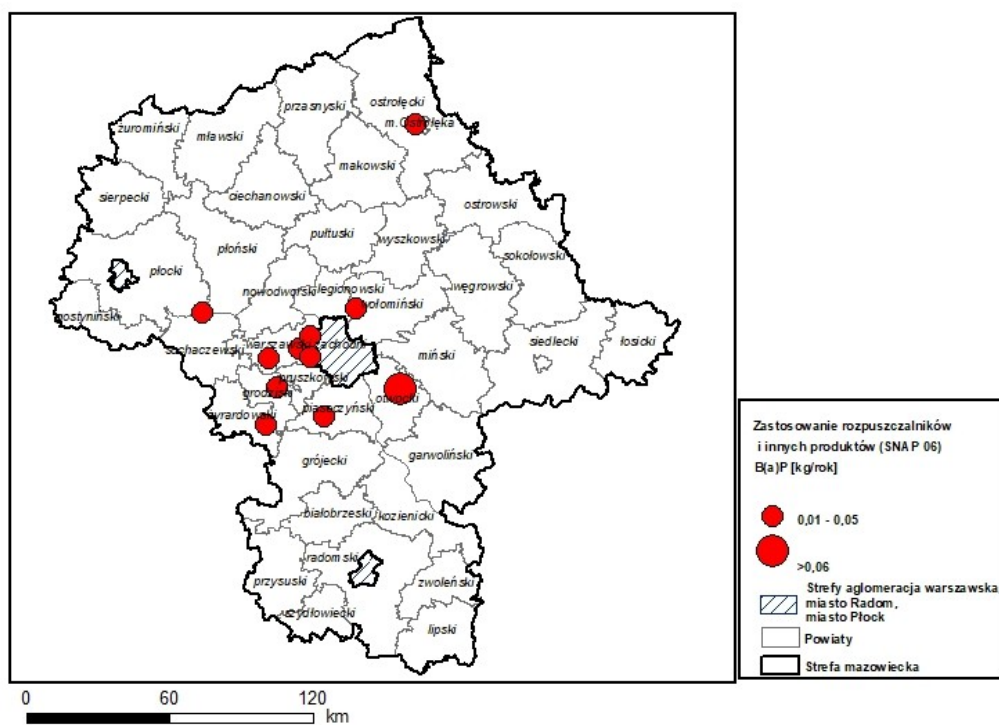 przasnyski
ostrołęcki
m.Ostrołęka
żuromiński
mławski
makowski
sierpecki
ciechanowski
ostrowski
płoński
pułtuski
wyszkowski
sokołowski
płocki
nowodworski
legionowski
węgrowski
wołomiński
gostyniński
sochaczewski
warszawski zachodni
miński
siedlecki
łosicki
pruszkowski
grodziski
otwocki
żyrardowski
piaseczyński
grójecki
garwoliński
białobrzeski
kozienicki
radomski
przysuski
zwoleński
szydłowiecki
lipski
Zastosowanie rozpuszczalników
i innych produktów (SNAP 06)
B(a)P [kg/rok]
0,01 - 0,05
>0,06
Strefy aglomeracja warszawska,
miasto Radom,
miasto Płock
Powiaty
Strefa mazowiecka
0 60 120
km